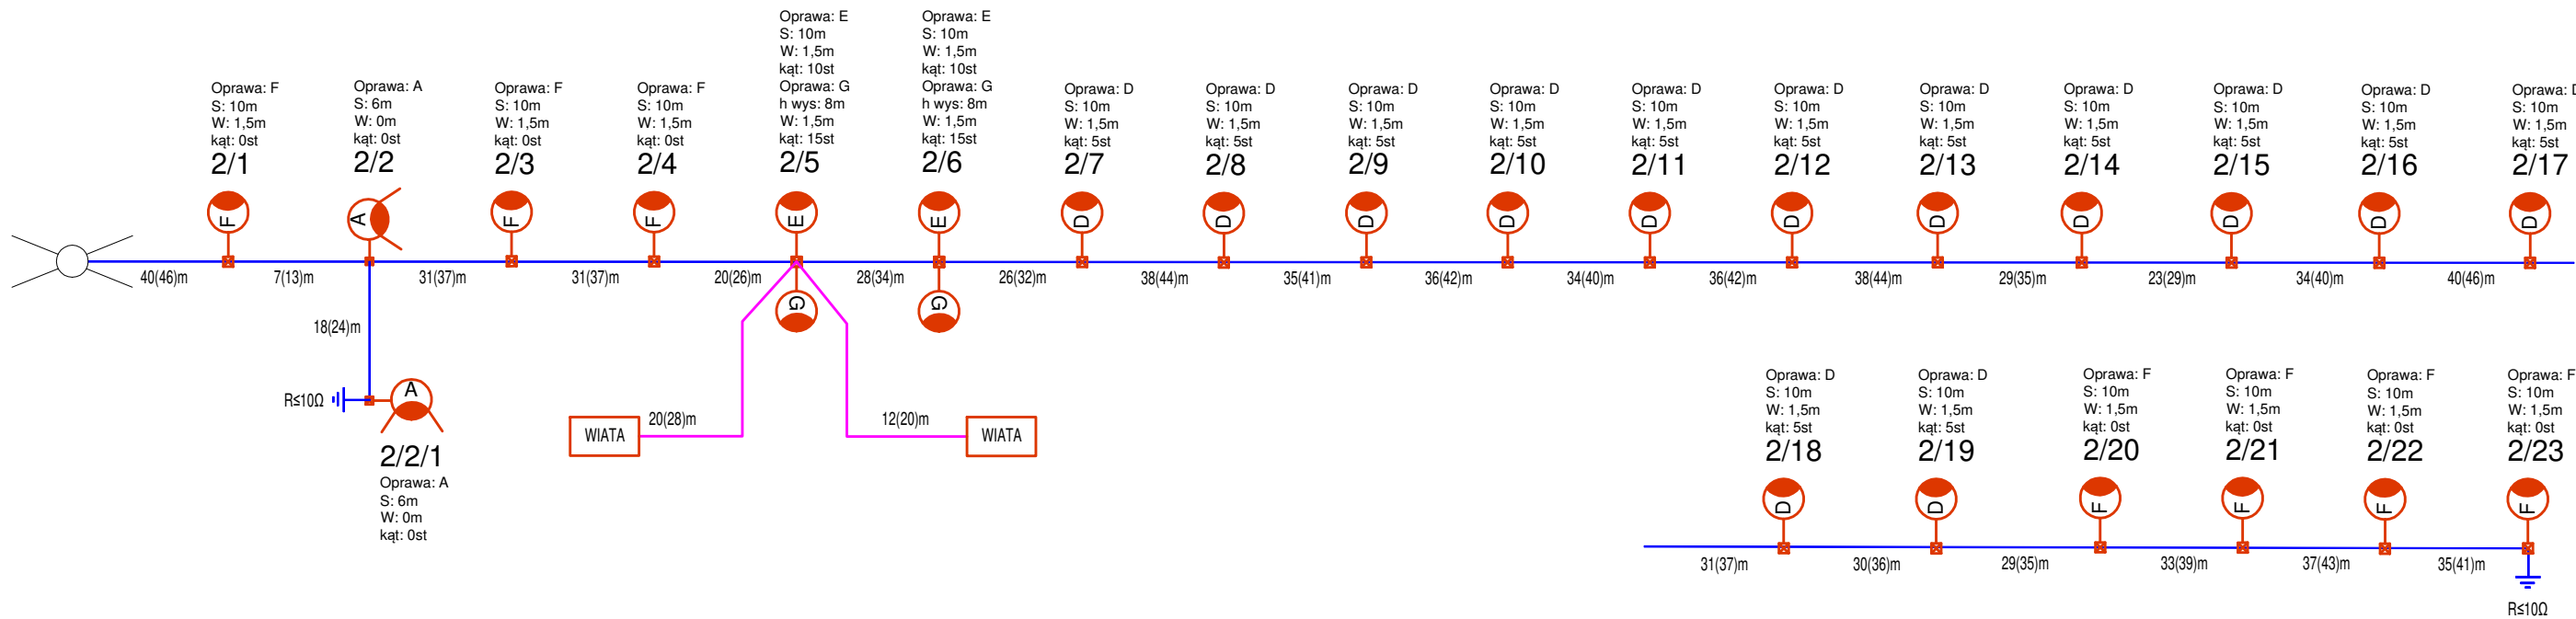 Oprawa: F
S: 10m
W: 1,5m
kąt: 0st
2/1
F
Oprawa: A
S: 6m
W: 0m
kąt: 0st
2/2
A
Oprawa: F
S: 10m
W: 1,5m
kąt: 0st
2/3
F
Oprawa: F
S: 10m
W: 1,5m
kąt: 0st
2/4
F
Oprawa: E
S: 10m
W: 1,5m
kąt: 10st
Oprawa: G
h wys: 8m
W: 1,5m
kąt: 15st
2/5
E
G
Oprawa: E
S: 10m
W: 1,5m
kąt: 10st
Oprawa: G
h wys: 8m
W: 1,5m
kąt: 15st
2/6
E
G
Oprawa: D
S: 10m
W: 1,5m
kąt: 5st
2/7
D
Oprawa: D
S: 10m
W: 1,5m
kąt: 5st
2/8
D
Oprawa: D
S: 10m
W: 1,5m
kąt: 5st
2/9
D
Oprawa: D
S: 10m
W: 1,5m
kąt: 5st
2/10
D
Oprawa: D
S: 10m
W: 1,5m
kąt: 5st
2/11
D
Oprawa: D
S: 10m
W: 1,5m
kąt: 5st
2/12
D
Oprawa: D
S: 10m
W: 1,5m
kąt: 5st
2/13
D
Oprawa: D
S: 10m
W: 1,5m
kąt: 5st
2/14
D
Oprawa: D
S: 10m
W: 1,5m
kąt: 5st
2/15
D
Oprawa: D
S: 10m
W: 1,5m
kąt: 5st
2/16
D
Oprawa: D
S: 10m
W: 1,5m
kąt: 5st
2/17
D
40(46)m
7(13)m
31(37)m
31(37)m
20(26)m
28(34)m
26(32)m
38(44)m
35(41)m
36(42)m
34(40)m
36(42)m
38(44)m
29(35)m
23(29)m
34(40)m
40(46)m
18(24)m
R≤10Ω
A
2/2/1
Oprawa: A
S: 6m
W: 0m
kąt: 0st
WIATA
20(28)m
12(20)m
WIATA
Oprawa: D
S: 10m
W: 1,5m
kąt: 5st
2/18
D
Oprawa: D
S: 10m
W: 1,5m
kąt: 5st
2/19
D
Oprawa: F
S: 10m
W: 1,5m
kąt: 0st
2/20
F
Oprawa: F
S: 10m
W: 1,5m
kąt: 0st
2/21
F
Oprawa: F
S: 10m
W: 1,5m
kąt: 0st
2/22
F
Oprawa: F
S: 10m
W: 1,5m
kąt: 0st
2/23
F
31(37)m
30(36)m
29(35)m
33(39)m
37(43)m
35(41)m
R≤10Ω